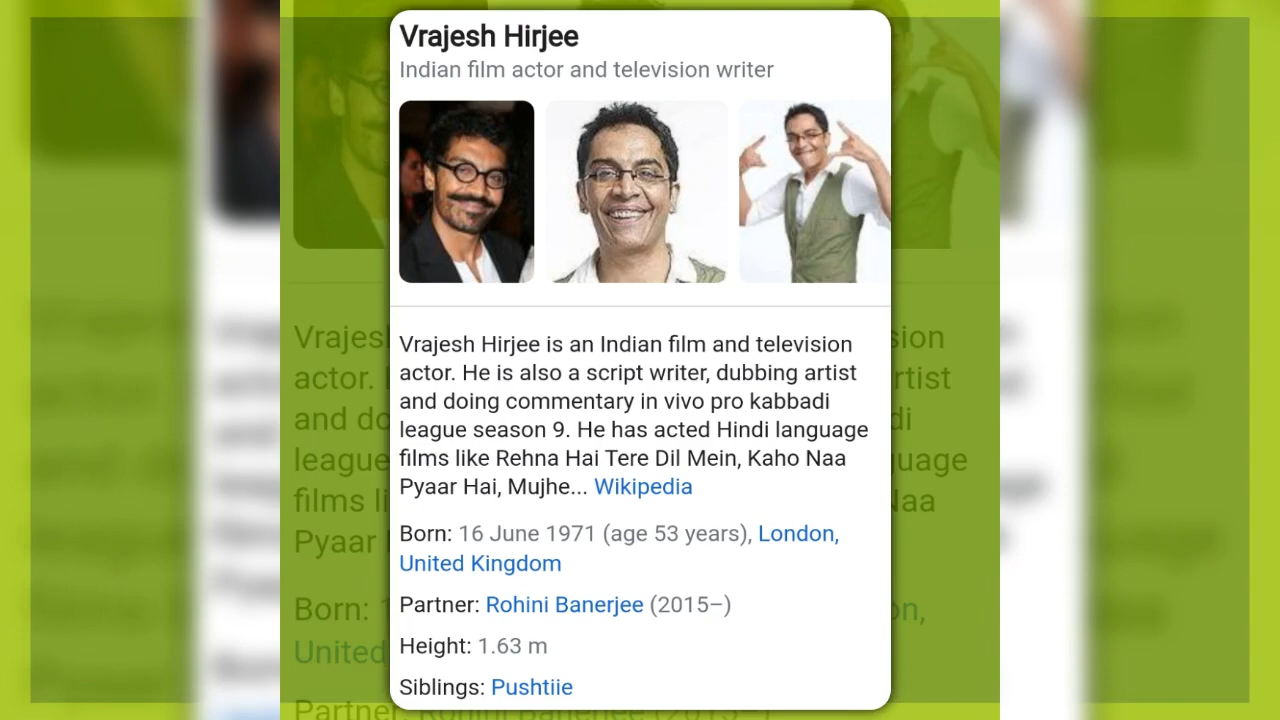 Vrajesh Hirjee
Indian film actor and television writer
Vrajesh Hirjee is an Indian film and television
actor. He is also a script writer, dubbing artist
and doing commentary in vivo pro kabbadi
league season 9. He has acted Hindi language
films like Rehna Hai Tere Dil Mein, Kaho Naa
Pyaar Hai, Mujhe... Wikipedia
Born: 16 June 1971 (age 53 years), London,
United Kingdom
Partner: Rohini Banerjee (2015–)
Height: 1.63 m
Siblings: Pushtiie